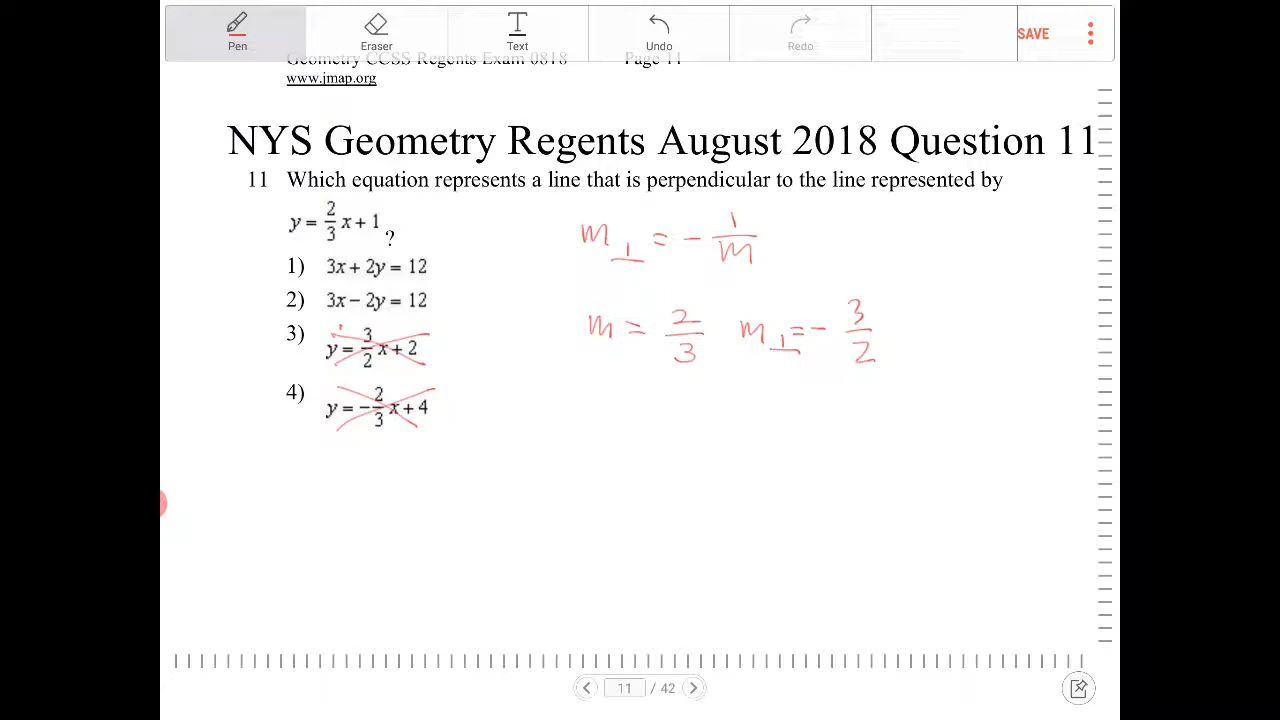 Pen Eraser Text Undo Redo SAVE
Geometry CCSS Regents Exam 0818 Page 11
www.jmap.org
NYS Geometry Regents August 2018 Question 11
11 Which equation represents a line that is perpendicular to the line represented by
y = 2/3 x + 1 ?
m⊥ = - 1/m
1) 3x + 2y = 12
2) 3x − 2y = 12
m = 2/3 m⊥ = - 3/2
3) y = 3/2 x + 2
4) y = −2/3 x + 4
11 / 42